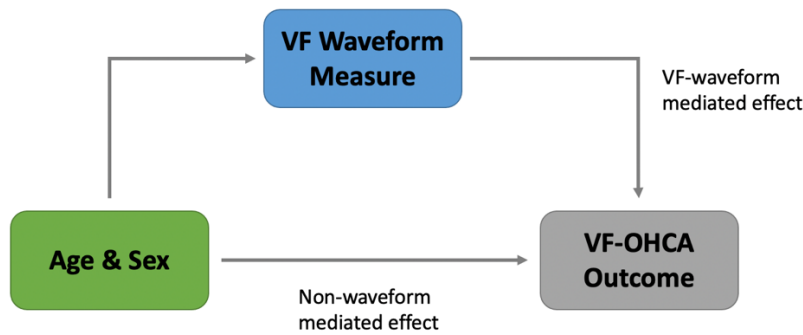 VF Waveform
Measure
VF-waveform
mediated effect
Age & Sex
VF-OHCA
Outcome
Non-waveform
mediated effect